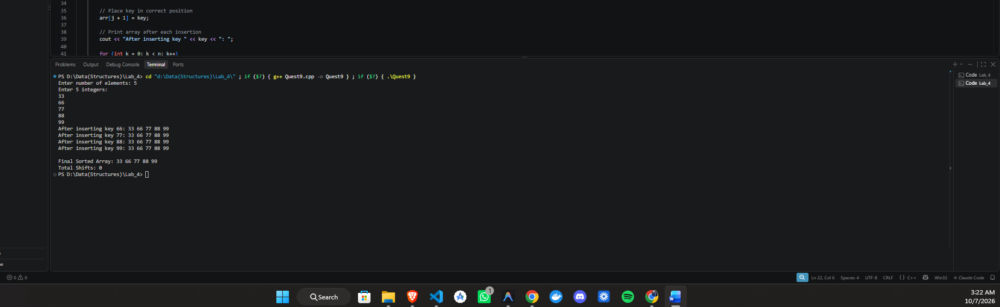 34
35 // Place key in correct position
36 arr[j + 1] = key;
37
38 // Print array after each insertion
39 cout << "After inserting key " << key << ": ";
40
41 for (int k = 0; k < n; k++)
Problems Output Debug Console Terminal Ports
PS D:\Data(Structures)\Lab_4> cd "d:\Data(Structures)\Lab_4\" ; if ($?) { g++ Quest9.cpp -o Quest9 } ; if ($?) { .\Quest9 }
Enter number of elements: 5
Enter 5 integers:
33
66
77
88
99
After inserting key 66: 33 66 77 88 99
After inserting key 77: 33 66 77 88 99
After inserting key 88: 33 66 77 88 99
After inserting key 99: 33 66 77 88 99
Final Sorted Array: 33 66 77 88 99
Total Shifts: 0
PS D:\Data(Structures)\Lab_4>
Code Lab_4
Code Lab_4
0 0
Ln 22, Col 6 Spaces: 4 UTF-8 CRLF { } C++ Win32 Claude Code
Search
1
3:22 AM
10/7/2026